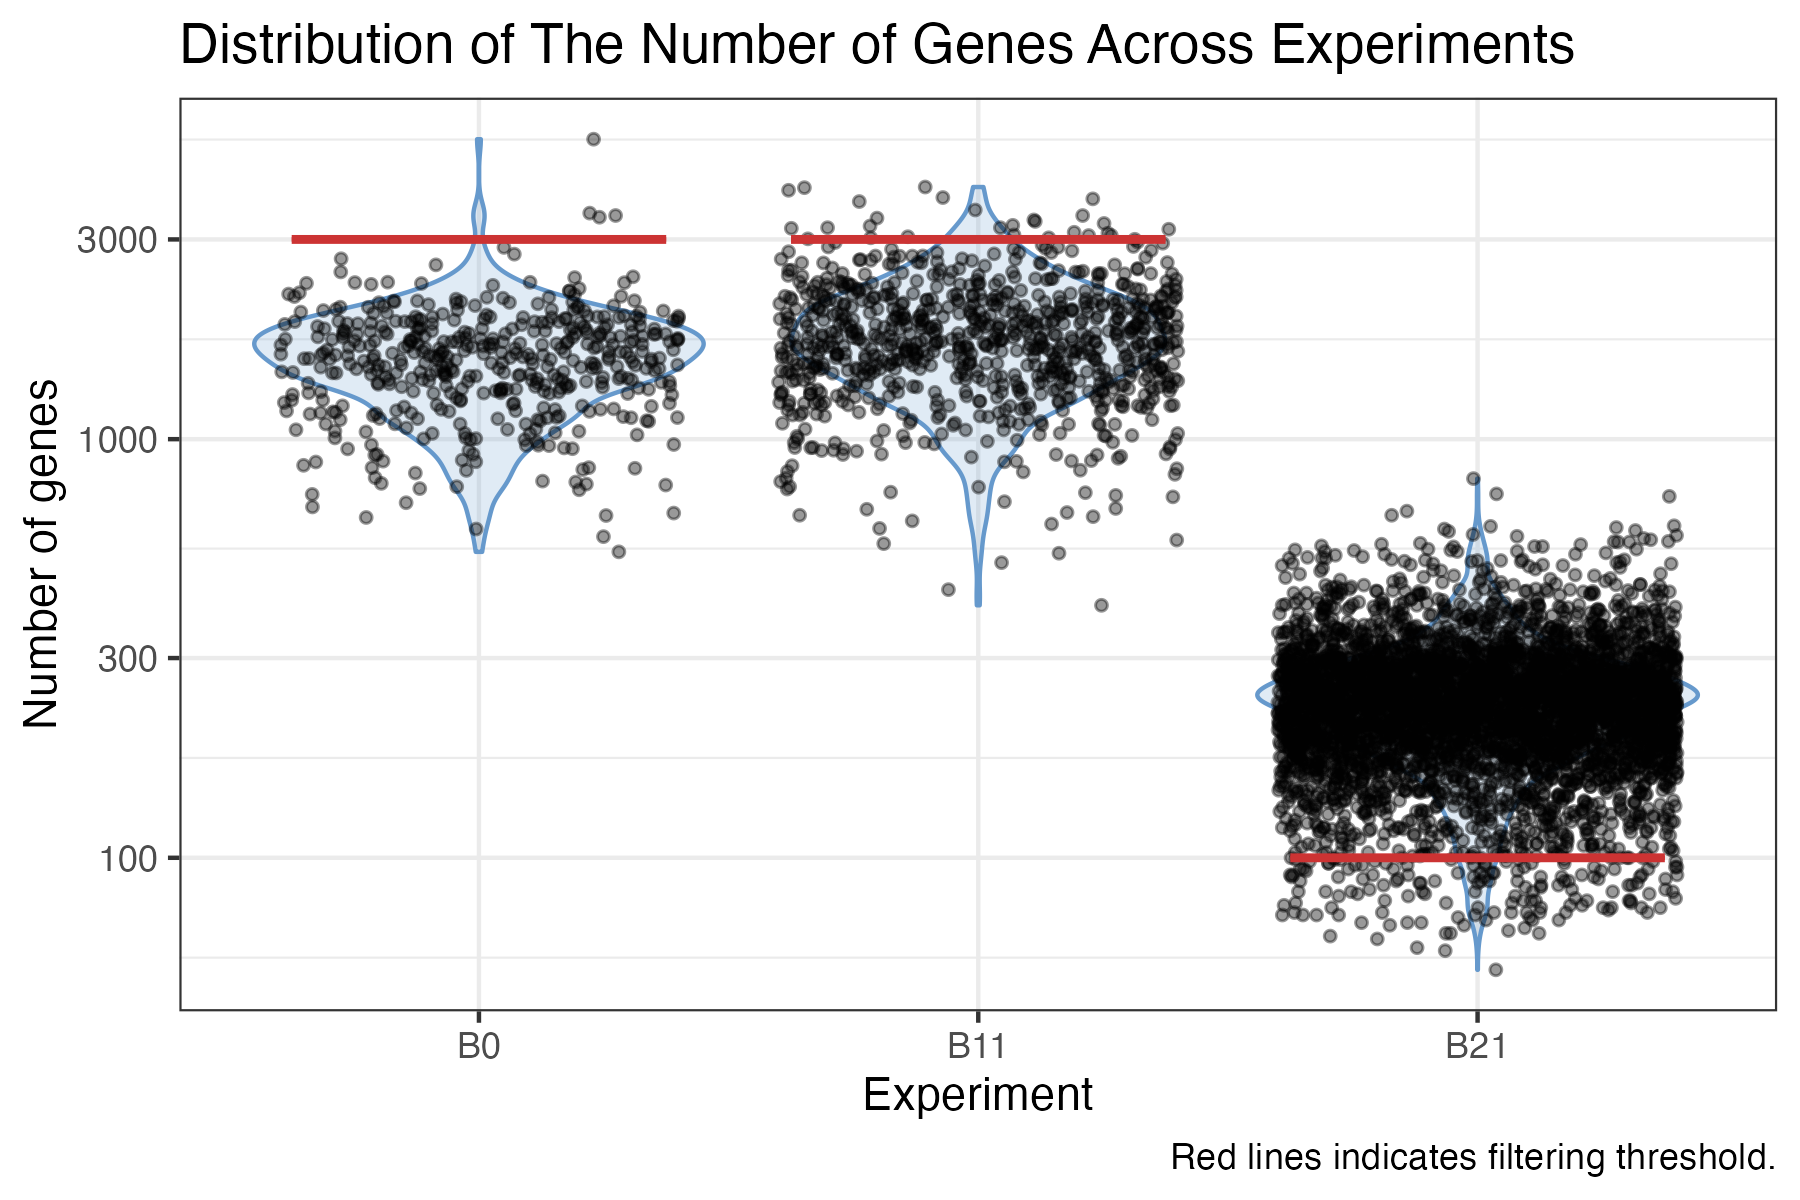 Distribution of The Number of Genes Across Experiments
Number of genes
3000
1000
300
100
B0
B11
B21
Experiment
Red lines indicates filtering threshold.